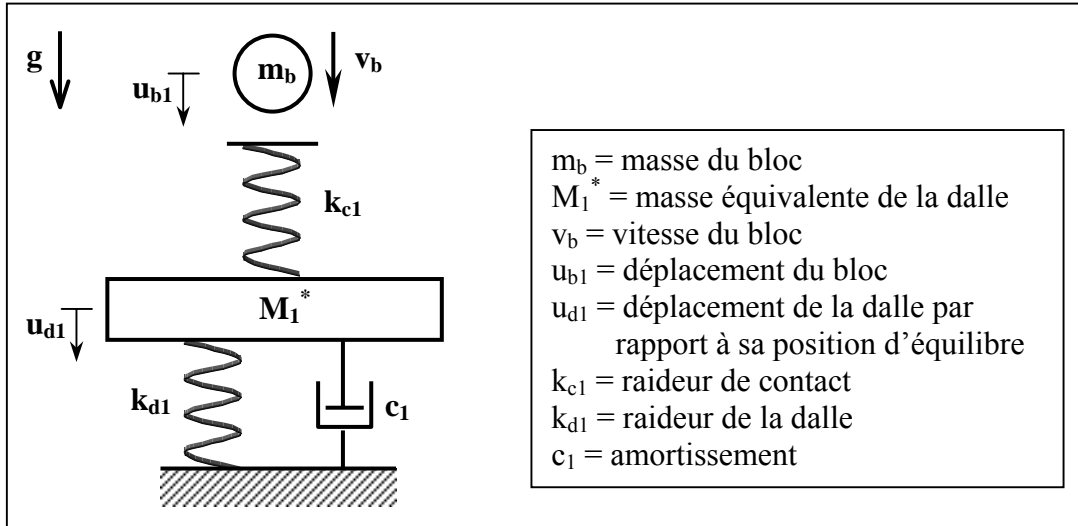 g
m_b
v_b
u_b1
k_c1
M_1^*
u_d1
k_d1
c_1
m_b = masse du bloc
M_1^* = masse équivalente de la dalle
v_b = vitesse du bloc
u_b1 = déplacement du bloc
u_d1 = déplacement de la dalle par
rapport à sa position d’équilibre
k_c1 = raideur de contact
k_d1 = raideur de la dalle
c_1 = amortissement